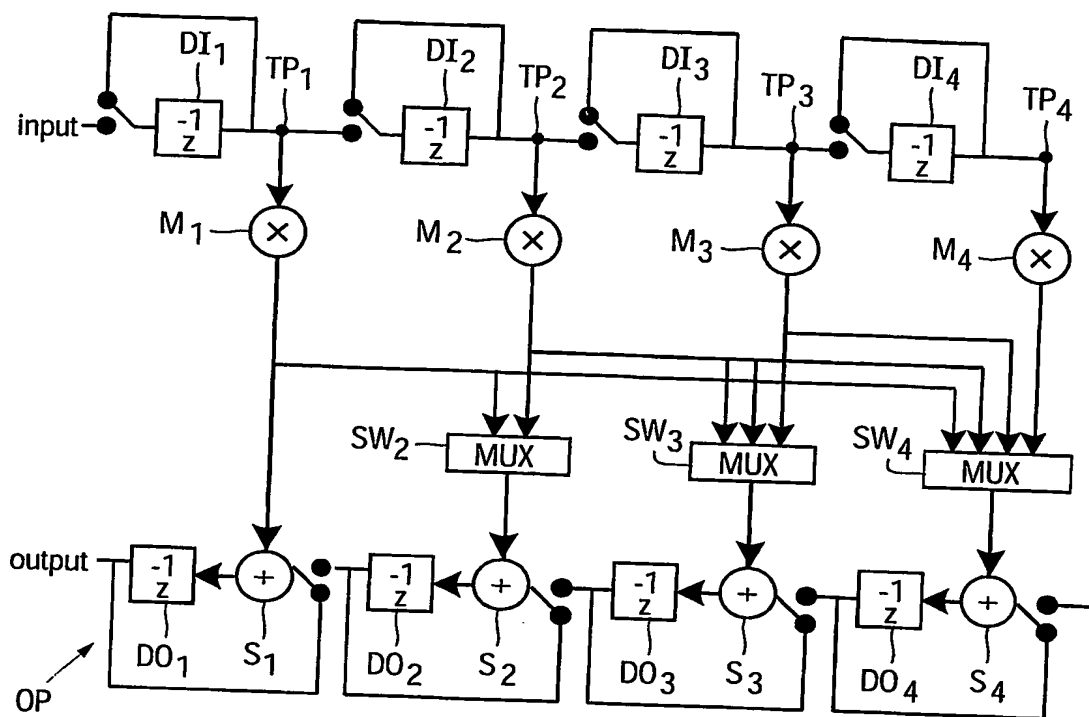 DI1 DI2 DI3 DI4
TP1 TP2 TP3 TP4
input
-1 z
-1 z
-1 z
-1 z
M1 × M2 × M3 × M4 ×
SW2 MUX
SW3 MUX
SW4 MUX
output
-1 z
+
-1 z
+
-1 z
+
-1 z
+
DO1 S1 DO2 S2 DO3 S3 DO4 S4
OP